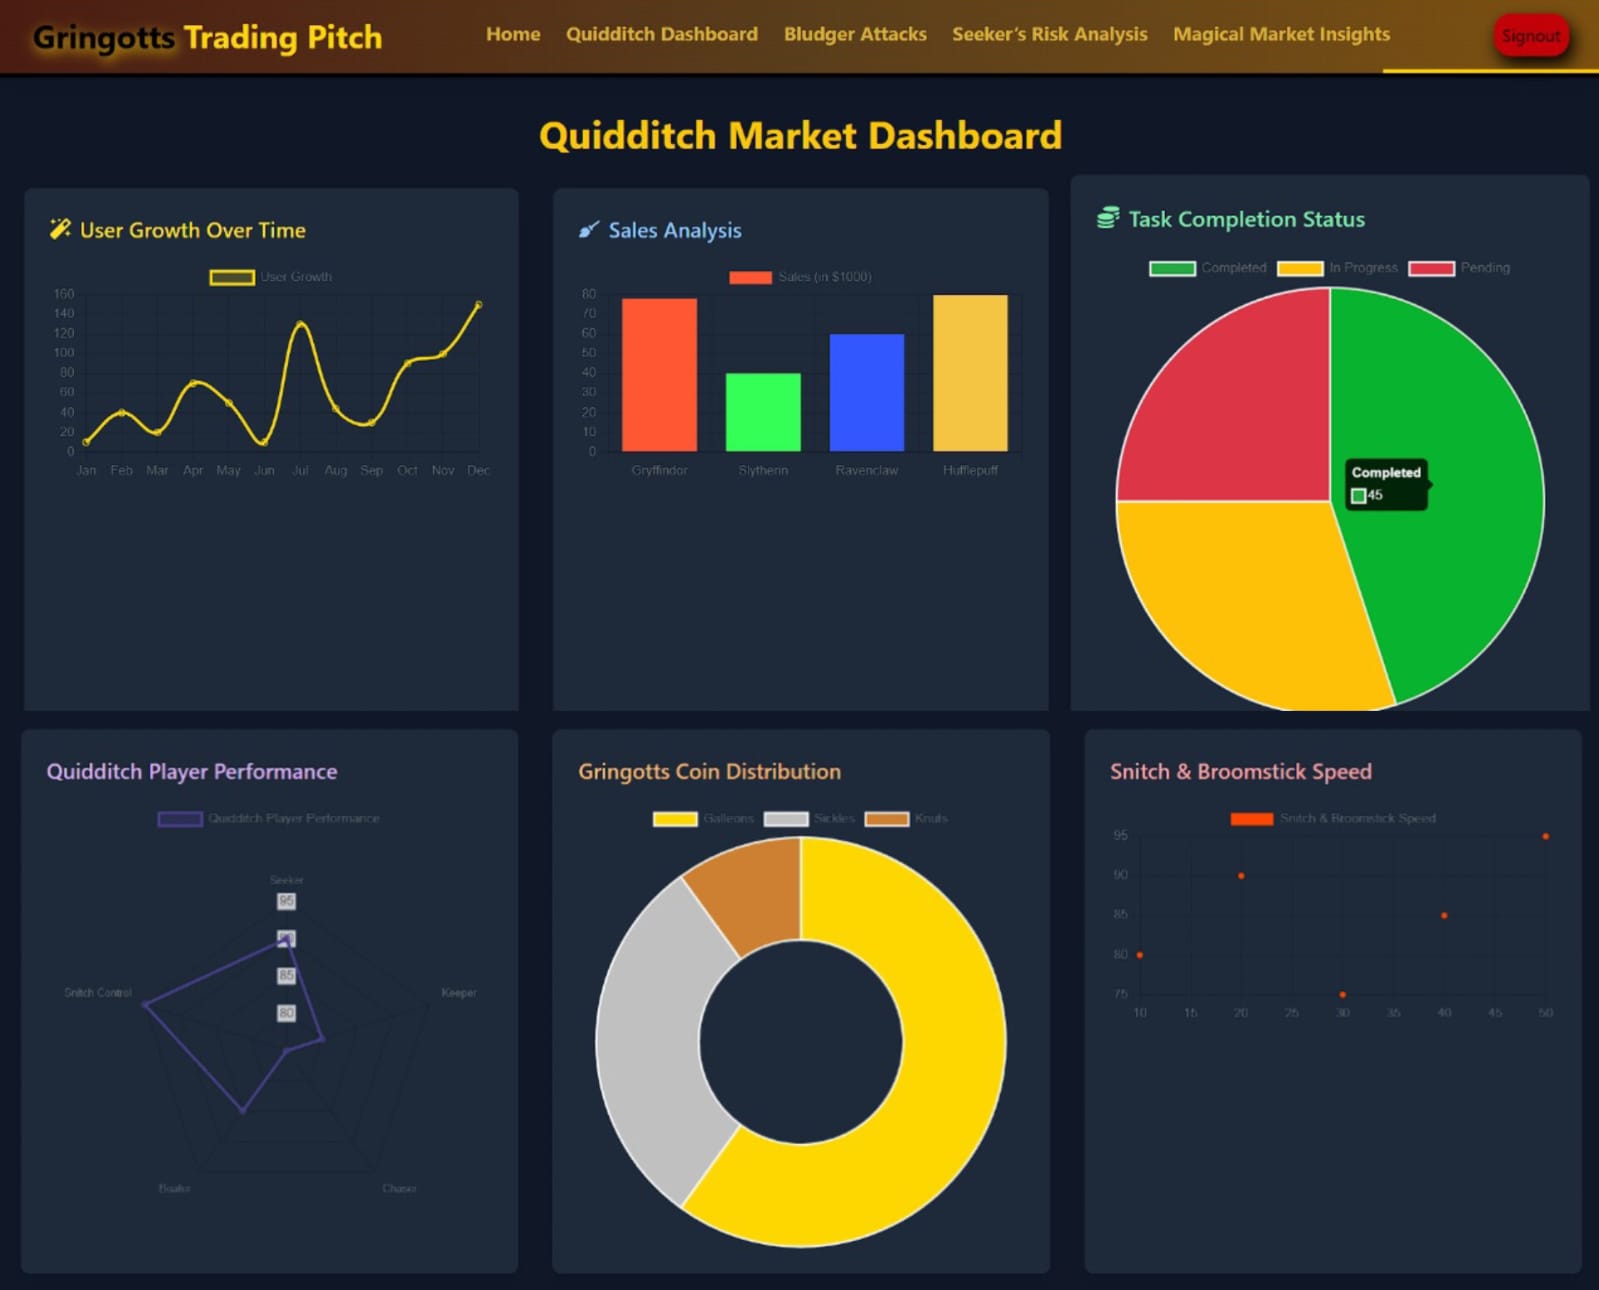 Gringotts Trading Pitch
Home Quidditch Dashboard Bludger Attacks Seeker's Risk Analysis Magical Market Insights
Signout
Quidditch Market Dashboard
User Growth Over Time
User Growth
160
140
120
100
80
60
40
20
0
Jan Feb Mar Apr May Jun Jul Aug Sep Oct Nov Dec
Sales Analysis
Sales (in $1000)
80
70
60
50
40
30
20
10
0
Gryffindor Slytherin Ravenclaw Hufflepuff
Task Completion Status
Completed In Progress Pending
Completed
45
Quidditch Player Performance
Quidditch Player Performance
Seeker
95
85
80
Snitch Control
Keeper
Beater
Chaser
Gringotts Coin Distribution
Galleons Sickles Knuts
Snitch & Broomstick Speed
Snitch & Broomstick Speed
95
90
85
80
75
10 15 20 25 30 35 40 45 50